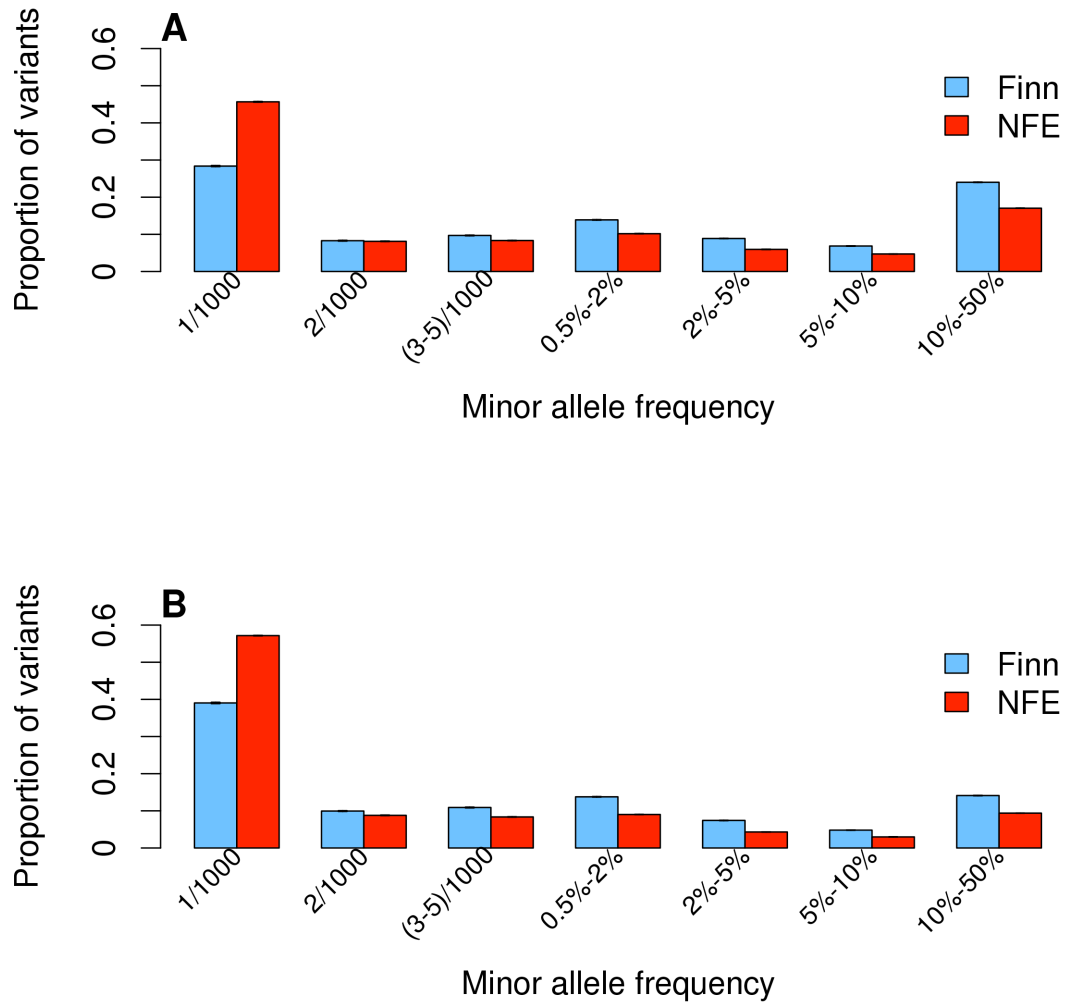 A
Proportion of variants
0.6
0.4
0.2
0
Finn
NFE
1/1000
2/1000
(3-5)/1000
0.5%-2%
2%-5%
5%-10%
10%-50%
Minor allele frequency
B
Proportion of variants
0.6
0.4
0.2
0
Finn
NFE
1/1000
2/1000
(3-5)/1000
0.5%-2%
2%-5%
5%-10%
10%-50%
Minor allele frequency